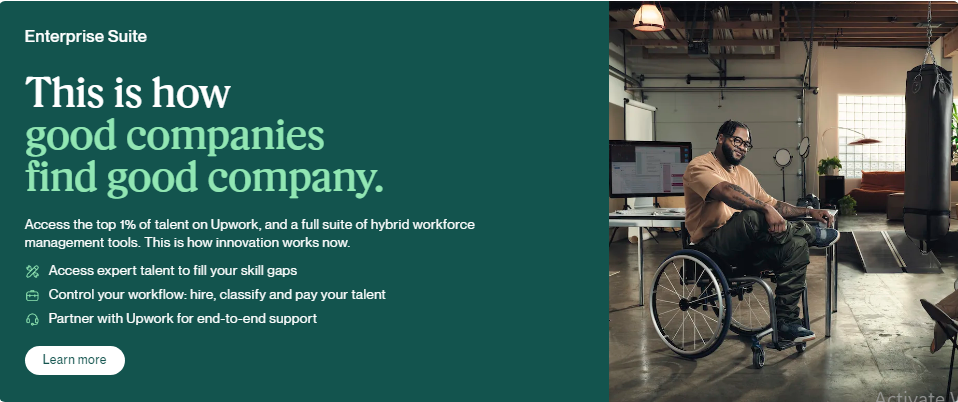 Enterprise Suite
This is how
good companies
find good company.
Access the top 1% of talent on Upwork, and a full suite of hybrid workforce
management tools. This is how innovation works now.
Access expert talent to fill your skill gaps
Control your workflow: hire, classify and pay your talent
Partner with Upwork for end-to-end support
Learn more
Activate